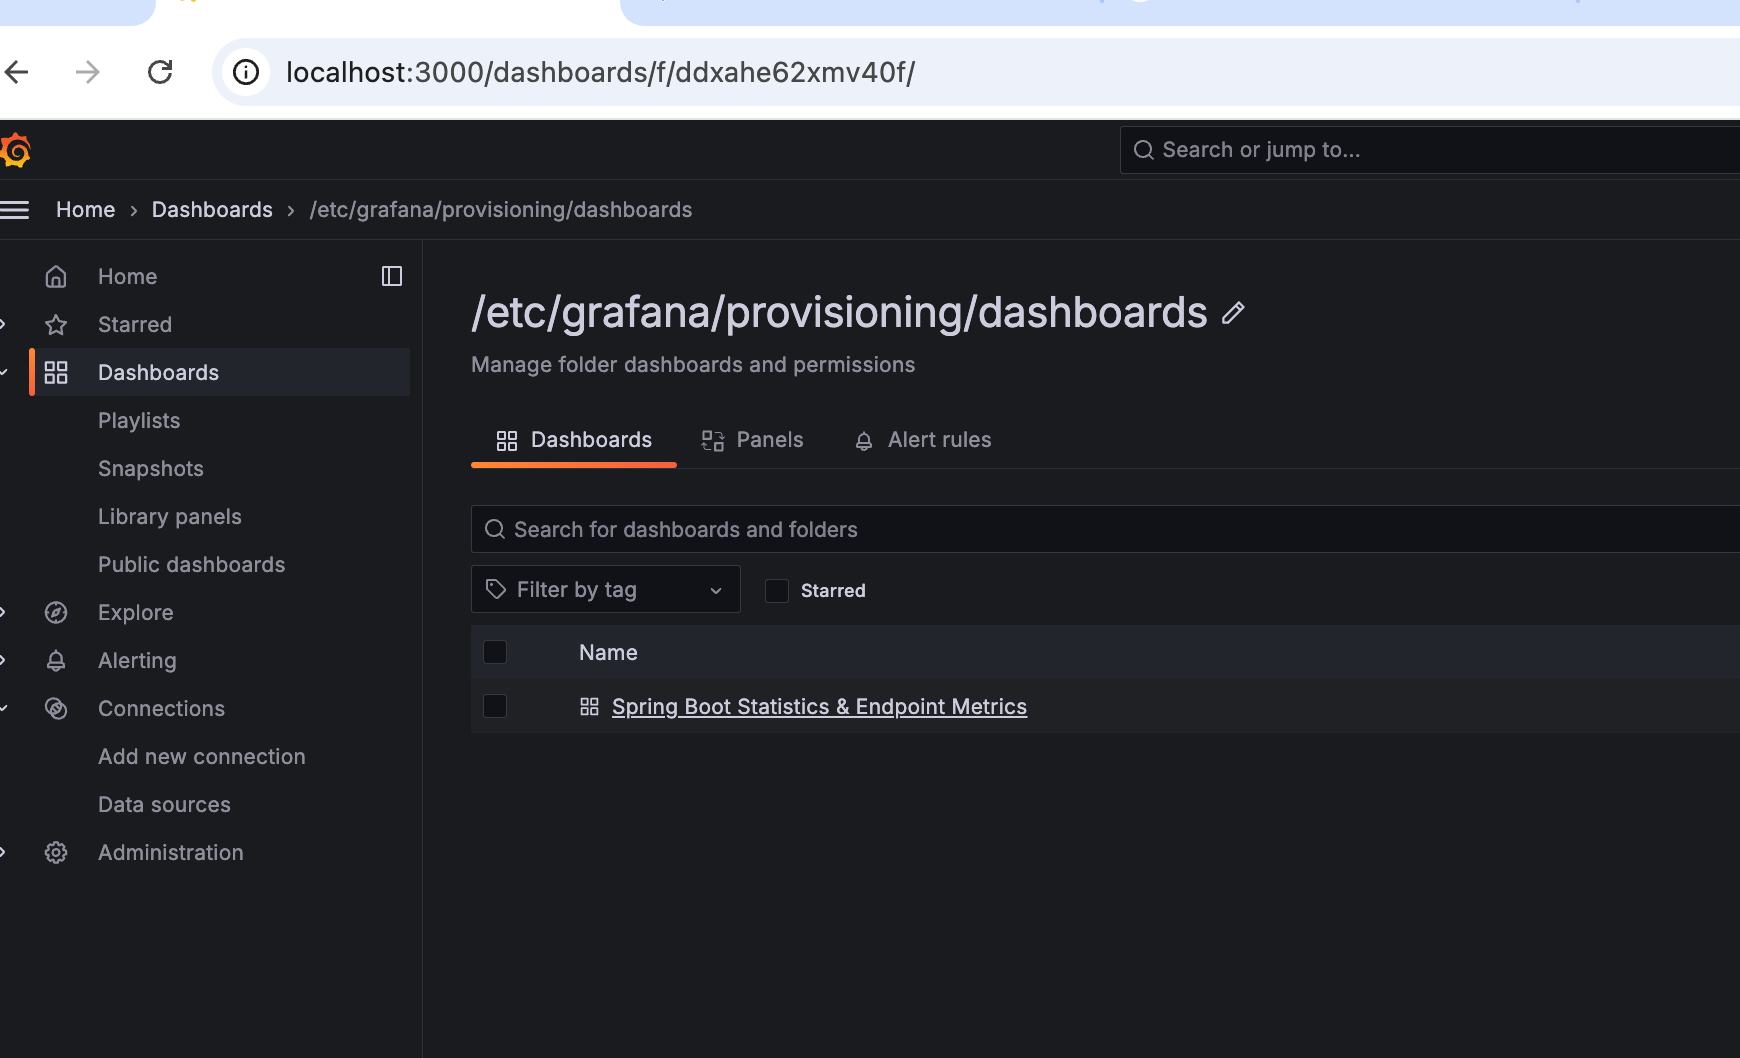 localhost:3000/dashboards/f/ddxahe62xmv40f/
Search or jump to...
Home › Dashboards › /etc/grafana/provisioning/dashboards
Home
Starred
Dashboards
Playlists
Snapshots
Library panels
Public dashboards
Explore
Alerting
Connections
Add new connection
Data sources
Administration
/etc/grafana/provisioning/dashboards
Manage folder dashboards and permissions
Dashboards Panels Alert rules
Search for dashboards and folders
Filter by tag Starred
Name
Spring Boot Statistics & Endpoint Metrics